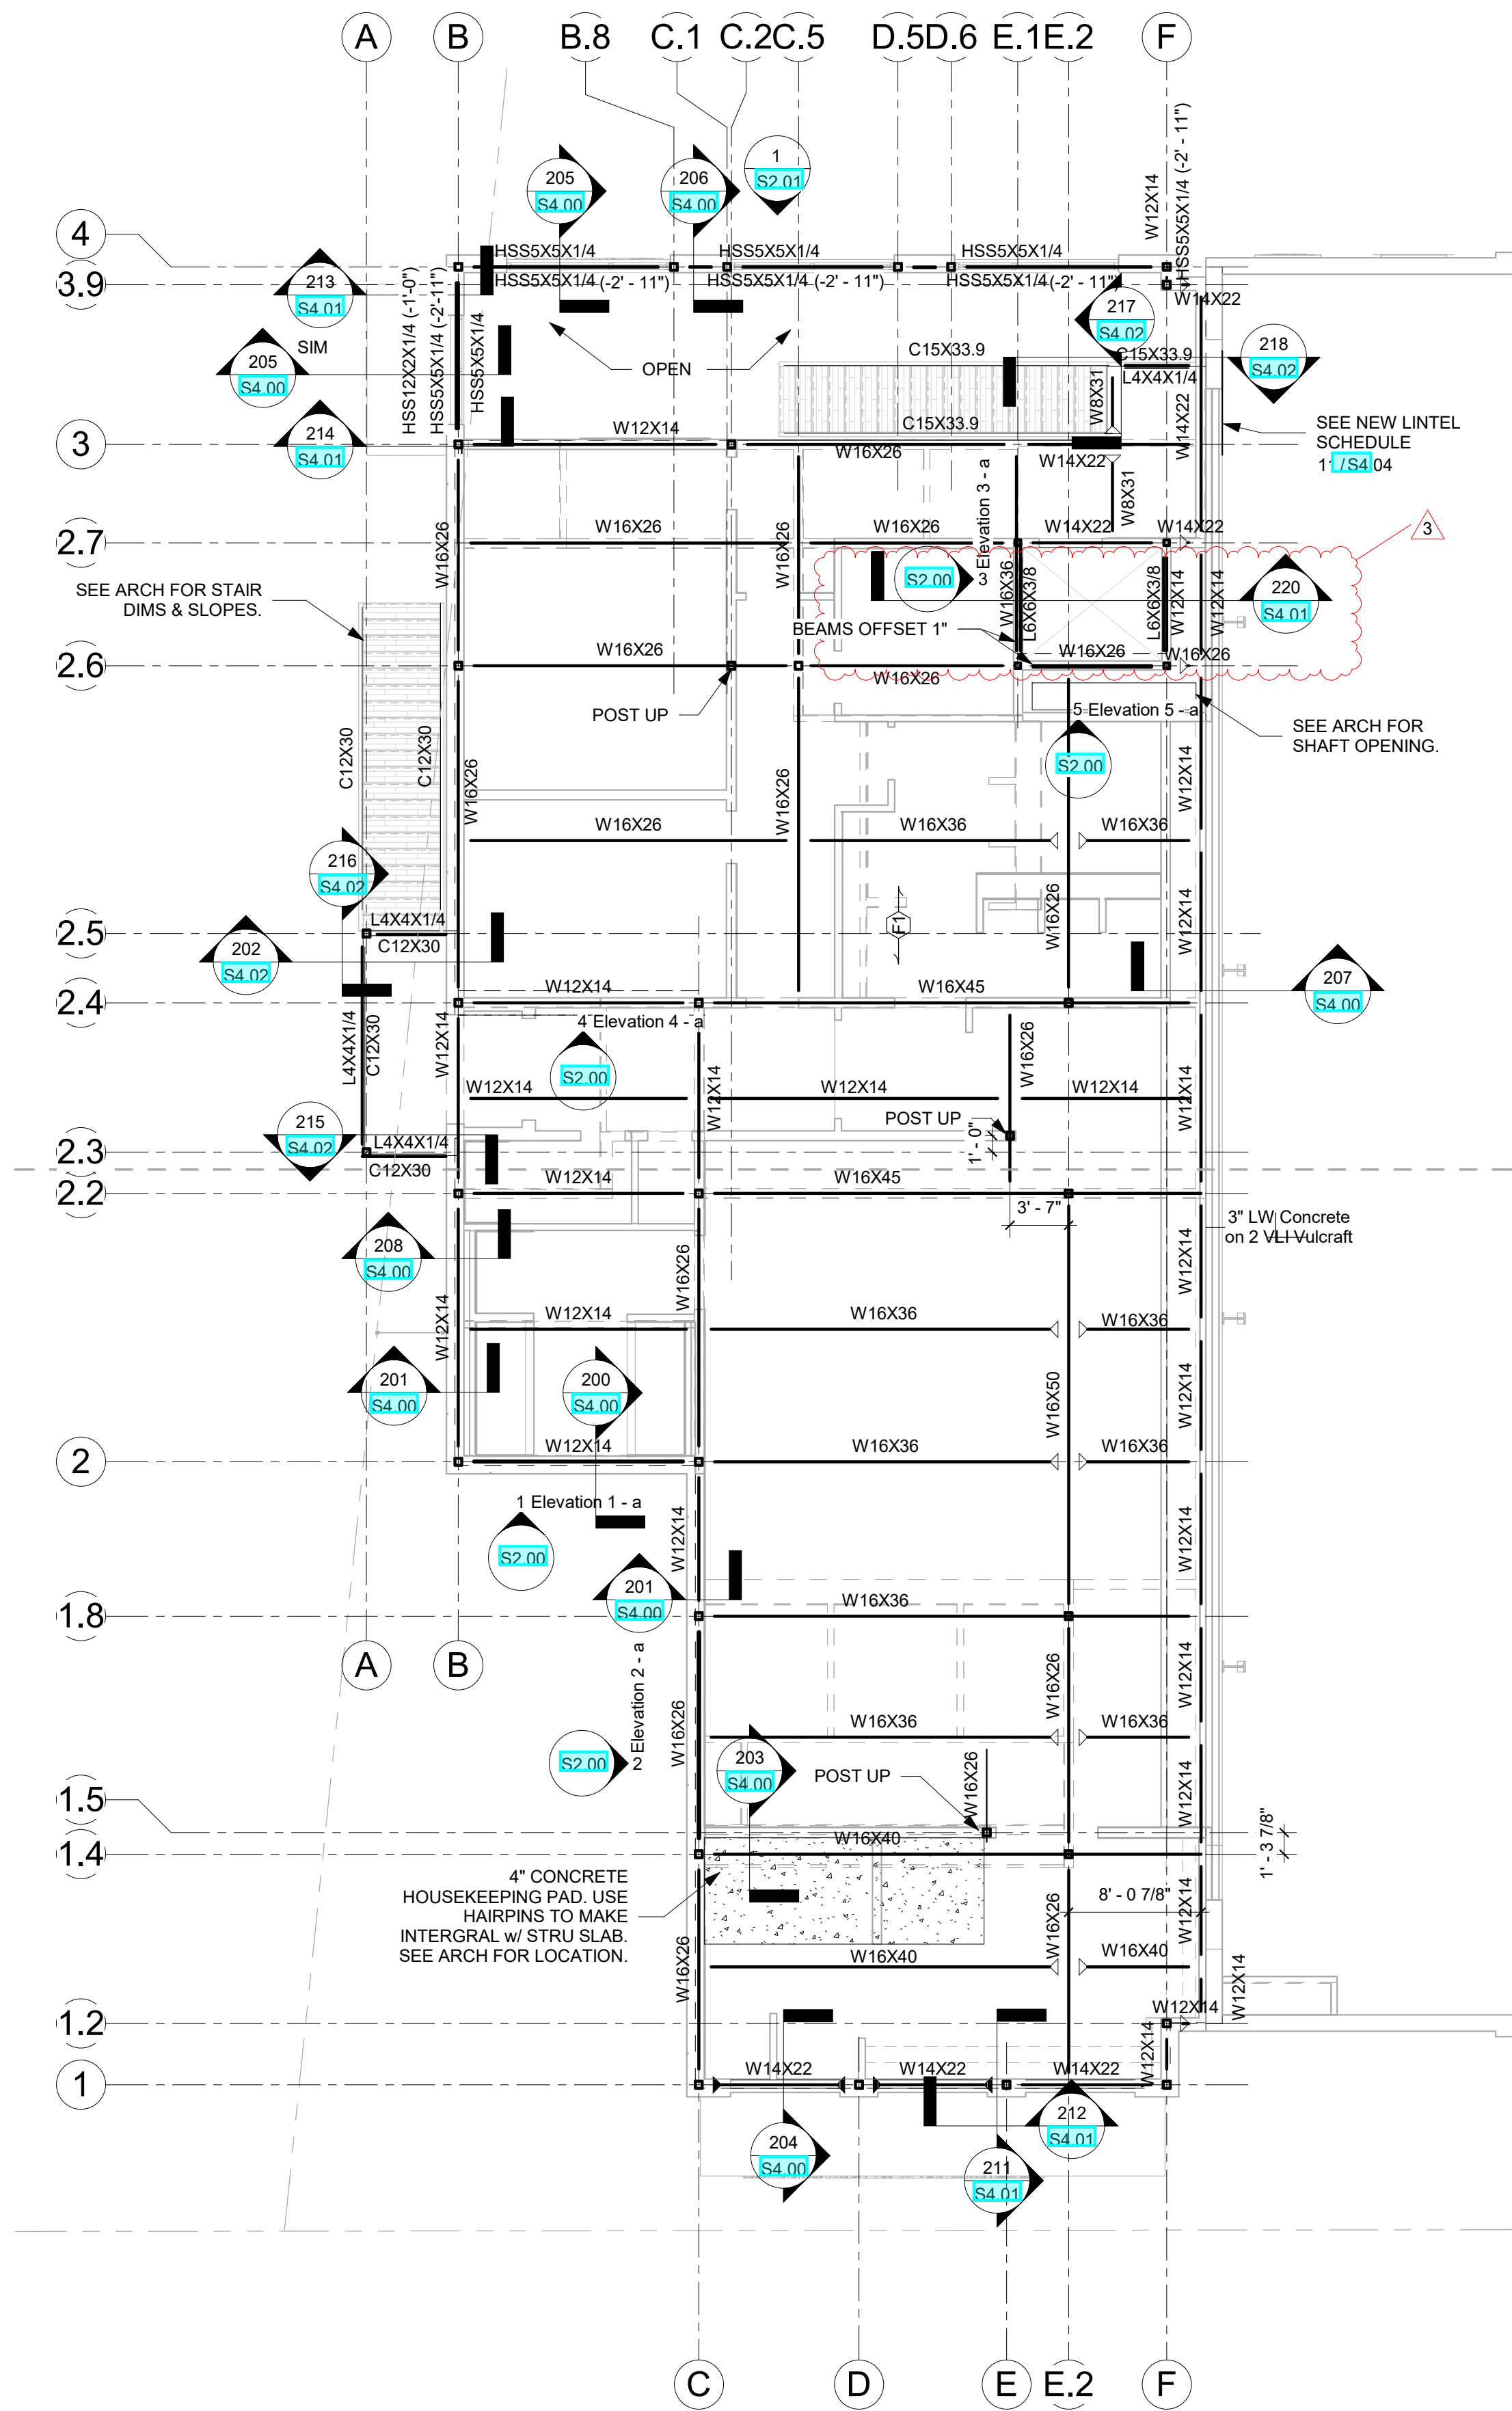 A
B
B.8
C.1
C.2
C.5
D.5
D.6
E.1
E.2
F
4
3.9
3
2.7
2.6
2.5
2.4
2.3
2.2
2
1.8
1.5
1.4
1.2
1
205
S4.00
206
S4.00
1
S2.01
W12X14
HSS5X5X1/4 (-2' - 11")
HSS5X5X1/4
HSS5X5X1/4
HSS5X5X1/4
HSS5X5X1/4 (-2' - 11")
HSS5X5X1/4 (-2' - 11")
HSS5X5X1/4 (-2' - 11")
W14X22
213
S4.01
SIM
205
S4.00
214
S4.01
HSS12X2X1/4 (-1'-0")
HSS5X5X1/4 (-2'-11")
HSS5X5X1/4
OPEN
217
S4.02
218
S4.02
C15X33.9
C15X33.9
L4X4X1/4
W8X31
W14X22
C15X33.9
SEE NEW LINTEL
SCHEDULE
11 / S4 04
W12X14
W16X26
W14X22
W8X31
Elevation 3 - a
3
S2.00
W16X26
W16X26
W16X26
W16X26
W14X22
W14X22
3
W16X36
L6X6X3/8
L6X6X3/8
W12X14
W12X14
220
S4.01
SEE ARCH FOR STAIR
DIMS & SLOPES.
BEAMS OFFSET 1"
W16X26
W16X26
W16X26
W16X26
POST UP
5 Elevation 5 - a
S2.00
SEE ARCH FOR
SHAFT OPENING.
C12X30
C12X30
W16X26
W16X26
W12X14
W16X26
W16X36
W16X36
216
S4.02
F1
W16X26
W12X14
L4X4X1/4
C12X30
202
S4.02
207
S4.00
W12X14
W16X45
4 Elevation 4 - a
S2.00
L4X4X1/4
C12X30
W12X14
W16X26
W12X14
W12X14
W12X14
W12X14
W12X14
POST UP
1' - 0"
215
S4.02
L4X4X1/4
C12X30
W12X14
W16X45
3' - 7"
3" LW Concrete
on 2 VLI Vulcraft
208
S4.00
W16X26
W12X14
W12X14
W12X14
W16X36
W16X36
201
S4.00
200
S4.00
W16X50
W12X14
W12X14
W16X36
W16X36
1 Elevation 1 - a
S2.00
W12X14
W12X14
201
S4.00
W16X36
A
B
Elevation 2 - a
2
S2.00
W16X26
W16X26
W12X14
W16X36
W16X36
203
S4.00
POST UP
W16X26
W12X14
W16X40
1' - 3 7/8"
4" CONCRETE
HOUSEKEEPING PAD. USE
HAIRPINS TO MAKE
INTERGRAL w/ STRU SLAB.
SEE ARCH FOR LOCATION.
8' - 0 7/8"
W16X26
W16X26
W12X14
W16X40
W16X40
W12X14
W12X14
W12X14
W14X22
W14X22
W14X22
204
S4.00
212
S4.01
211
S4.01
C
D
E
E.2
F